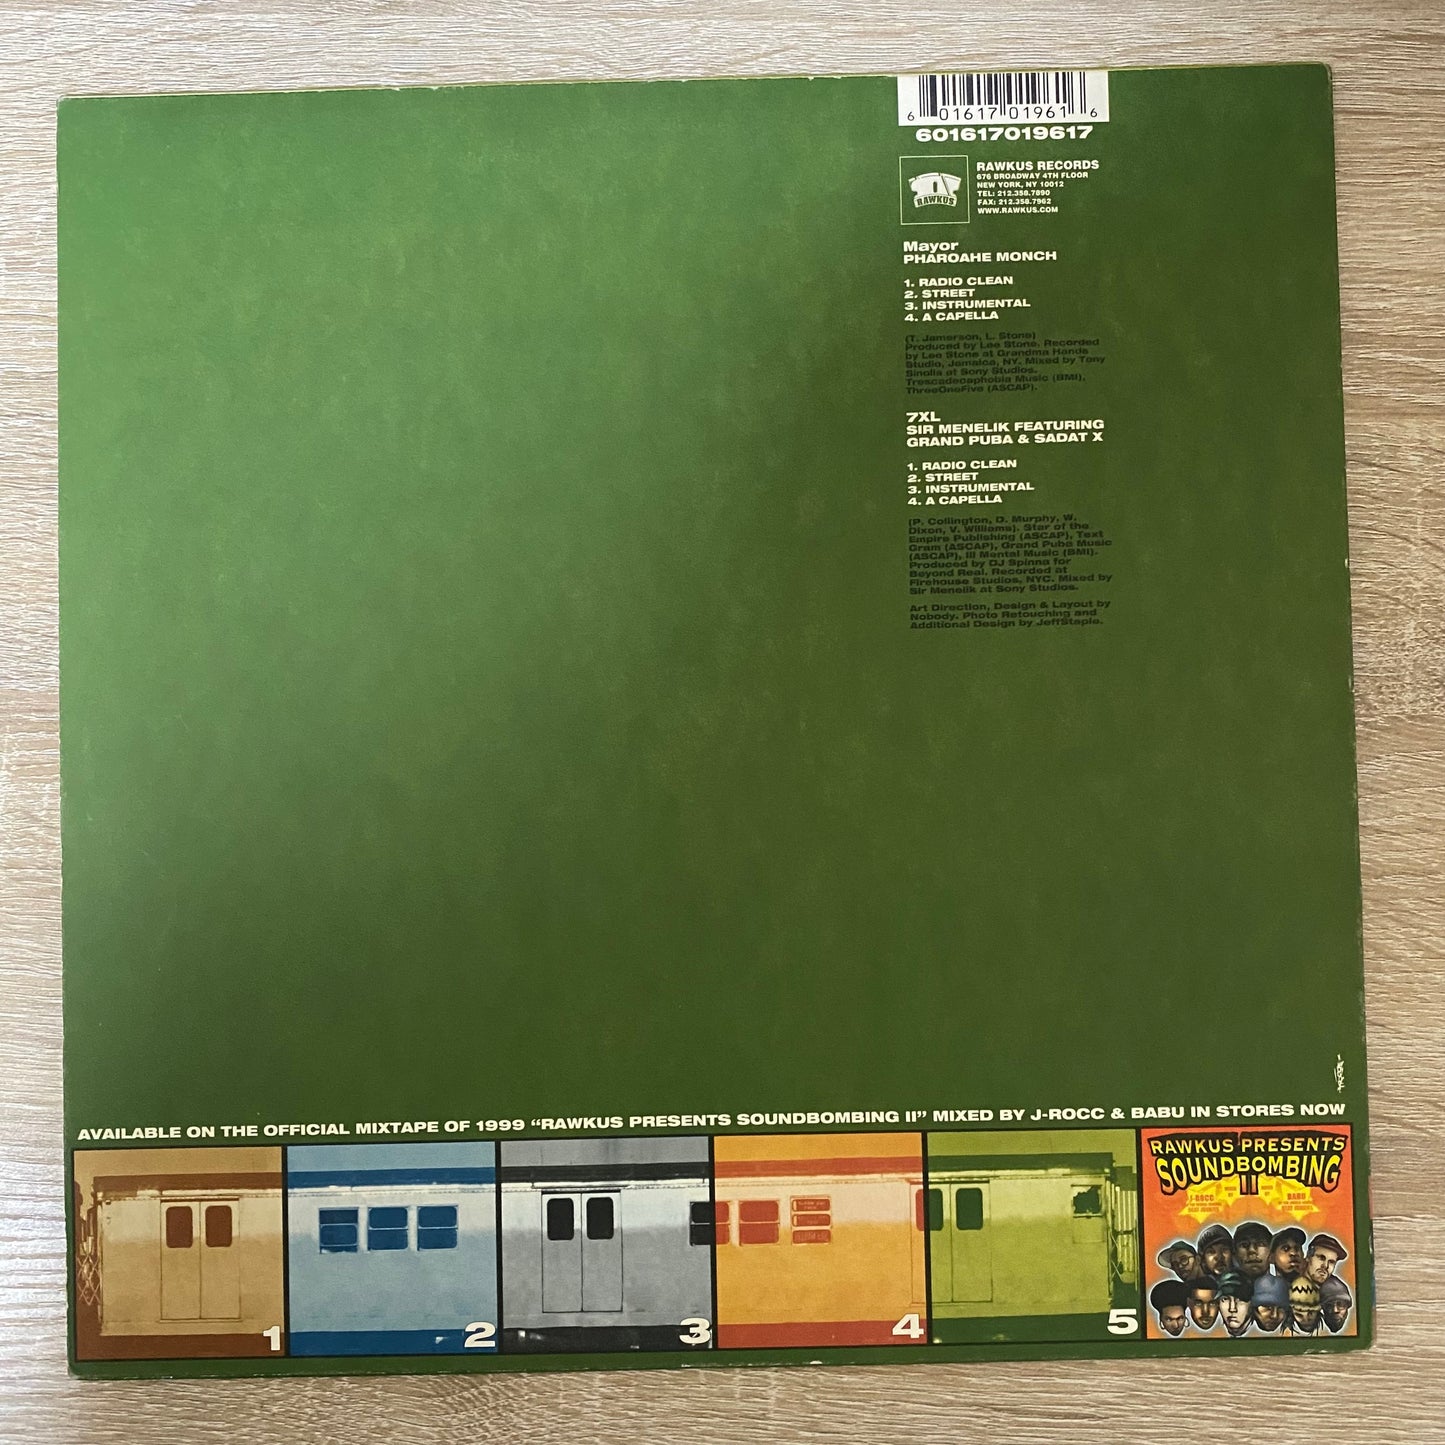 6 01617 01961 6
601617019617
RAWKUS
RAWKUS RECORDS
676 BROADWAY 4TH FLOOR
NEW YORK, NY 10012
TEL: 212.358.7890
FAX: 212.358.7962
WWW.RAWKUS.COM
Mayor
PHAROAHE MONCH
1. RADIO CLEAN
2. STREET
3. INSTRUMENTAL
4. A CAPELLA
(T. Jamerson, L. Stone)
Produced by Lee Stone. Recorded
by Lee Stone at Grandma Hands
Studio, Jamaica, NY. Mixed by Tony
Smolla at Sony Studios.
Trescadecaphobia Music (BMI),
ThreeOneFive (ASCAP).
7XL
SIR MENELIK FEATURING
GRAND PUBA & SADAT X
1. RADIO CLEAN
2. STREET
3. INSTRUMENTAL
4. A CAPELLA
(P. Collington, D. Murphy, W.
Dixon, V. Williams). Star of the
Empire Publishing (ASCAP), Text
Gram (ASCAP), Grand Puba Music
(ASCAP), Ill Mental Music (BMI).
Produced by DJ Spinna for
Beyond Real. Recorded at
Firehouse Studios, NYC. Mixed by
Sir Menelik at Sony Studios.
Art Direction, Design & Layout by
Nobody. Photo Retouching and
Additional Design by JeffStaple.
AVAILABLE ON THE OFFICIAL MIXTAPE OF 1999 “RAWKUS PRESENTS SOUNDBOMBING II” MIXED BY J-ROCC & BABU IN STORES NOW
1
2
3
4
5
RAWKUS PRESENTS
SOUNDBOMBING
II
J-ROCC
BABU